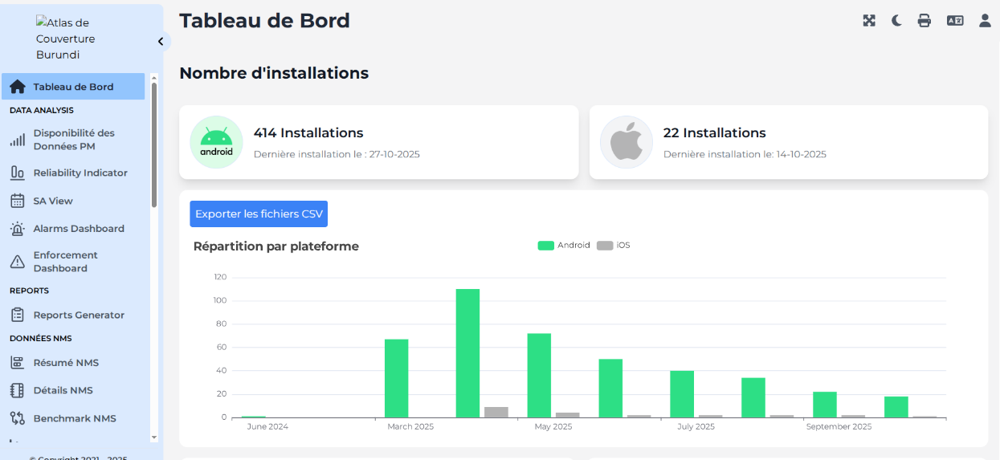 Atlas de
Couverture
Burundi
Tableau de Bord
DATA ANALYSIS
Disponibilité des
Données PM
Reliability Indicator
SA View
Alarms Dashboard
Enforcement
Dashboard
REPORTS
Reports Generator
DONNÉES NMS
Résumé NMS
Détails NMS
Benchmark NMS
© Copyright 2021 - 2025
Tableau de Bord
Nombre d'installations
android
414 Installations
Dernière installation le : 27-10-2025
22 Installations
Dernière installation le: 14-10-2025
Exporter les fichiers CSV
Répartition par plateforme
Android
iOS
120
100
80
60
40
20
0
June 2024
March 2025
May 2025
July 2025
September 2025